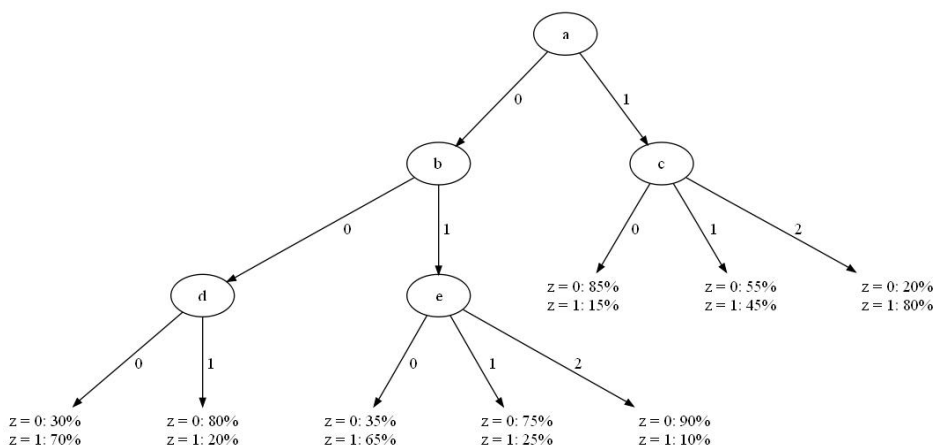 a
0
1
b
c
0
1
0
1
2
d
e
z = 0: 85%
z = 1: 15%
z = 0: 55%
z = 1: 45%
z = 0: 20%
z = 1: 80%
0
1
0
1
2
z = 0: 30%
z = 1: 70%
z = 0: 80%
z = 1: 20%
z = 0: 35%
z = 1: 65%
z = 0: 75%
z = 1: 25%
z = 0: 90%
z = 1: 10%